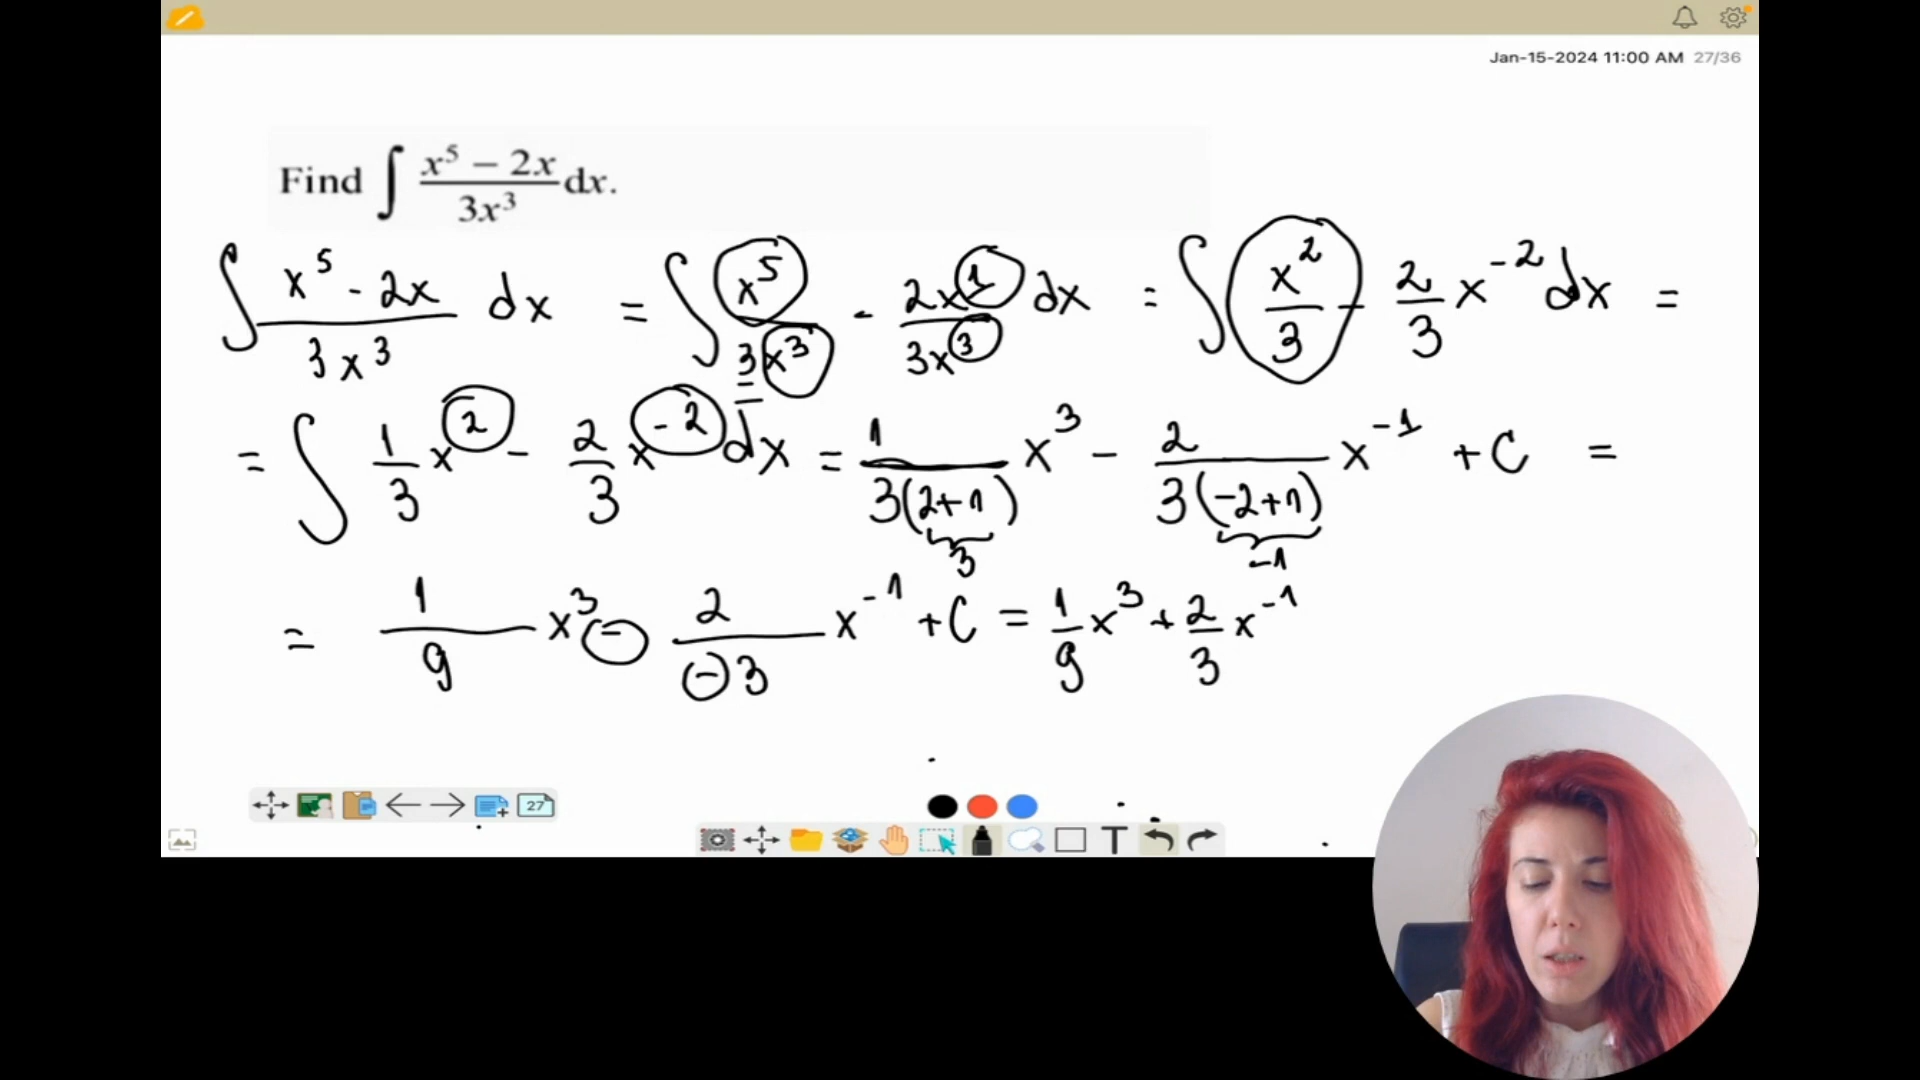 Jan-15-2024 11:00 AM 27/36
Find ∫ (x⁵ − 2x)/(3x³) dx.
∫ (x⁵ - 2x)/(3x³) dx = ∫ x⁵/(3x³) - 2x¹/(3x³) dx = ∫ x²/3 - 2/3 x⁻² dx =
= ∫ 1/3 x² - 2/3 x⁻² dx = 1/(3(2+1)) x³ - 2/(3(-2+1)) x⁻¹ + C =
3 -1
= 1/9 x³ - 2/(-3) x⁻¹ + C = 1/9 x³ + 2/3 x⁻¹
27
T